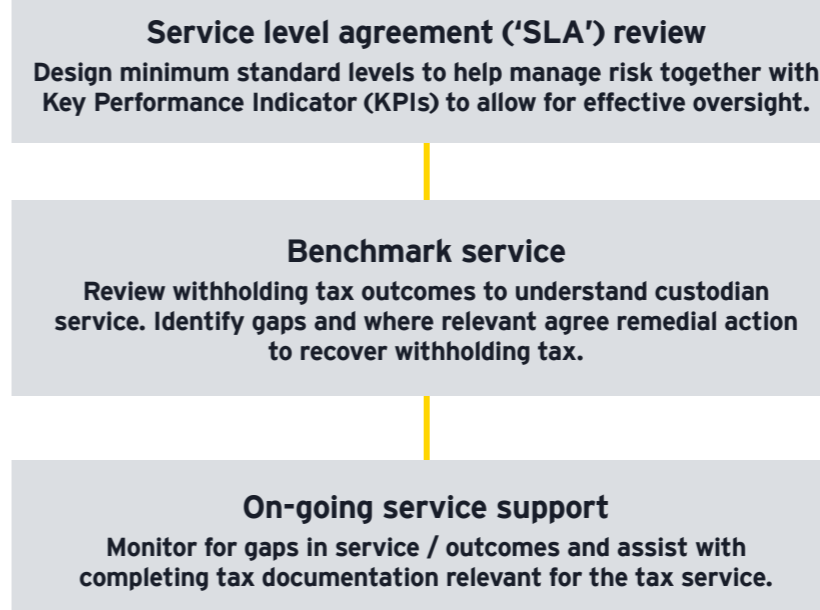 Service level agreement (‘SLA’) review
Design minimum standard levels to help manage risk together with
Key Performance Indicator (KPIs) to allow for effective oversight.
Benchmark service
Review withholding tax outcomes to understand custodian
service. Identify gaps and where relevant agree remedial action
to recover withholding tax.
On-going service support
Monitor for gaps in service / outcomes and assist with
completing tax documentation relevant for the tax service.